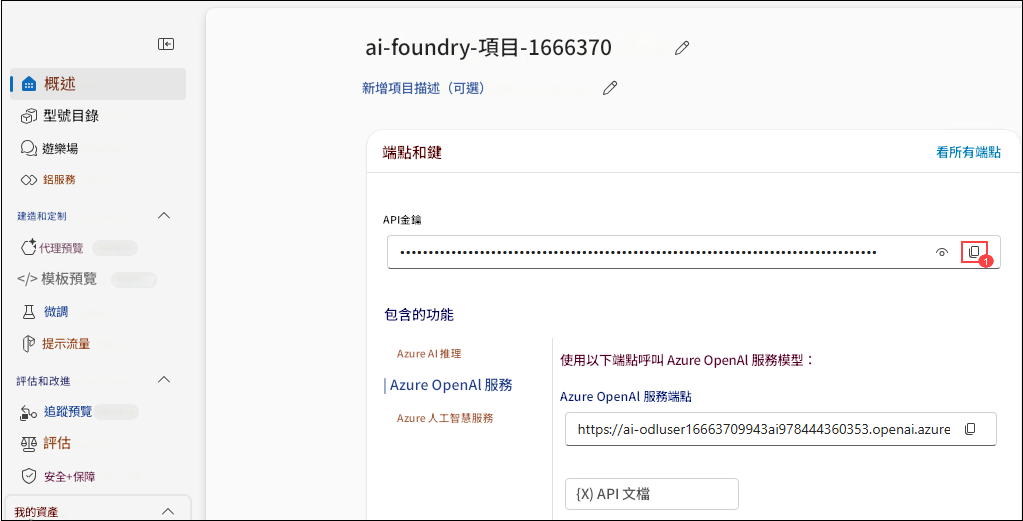 ai-foundry-項目-1666370
新增項目描述（可選）
概述
型號目錄
遊樂場
鋁服務
建造和定制
代理預覽
</> 模板預覽
微調
提示流量
評估和改進
追蹤預覽
評估
安全+保障
我的資產
端點和鍵
看所有端點
API金鑰
••••••••••••••••••••••••••••••••••••••••••••••••••••••••••••••••••••••••••••••••••••
1
包含的功能
Azure AI 推理
Azure OpenAl 服務
Azure 人工智慧服務
使用以下端點呼叫 Azure OpenAl 服務模型：
Azure OpenAl 服務端點
https://ai-odluser16663709943ai978444360353.openai.azure
{X) API 文檔